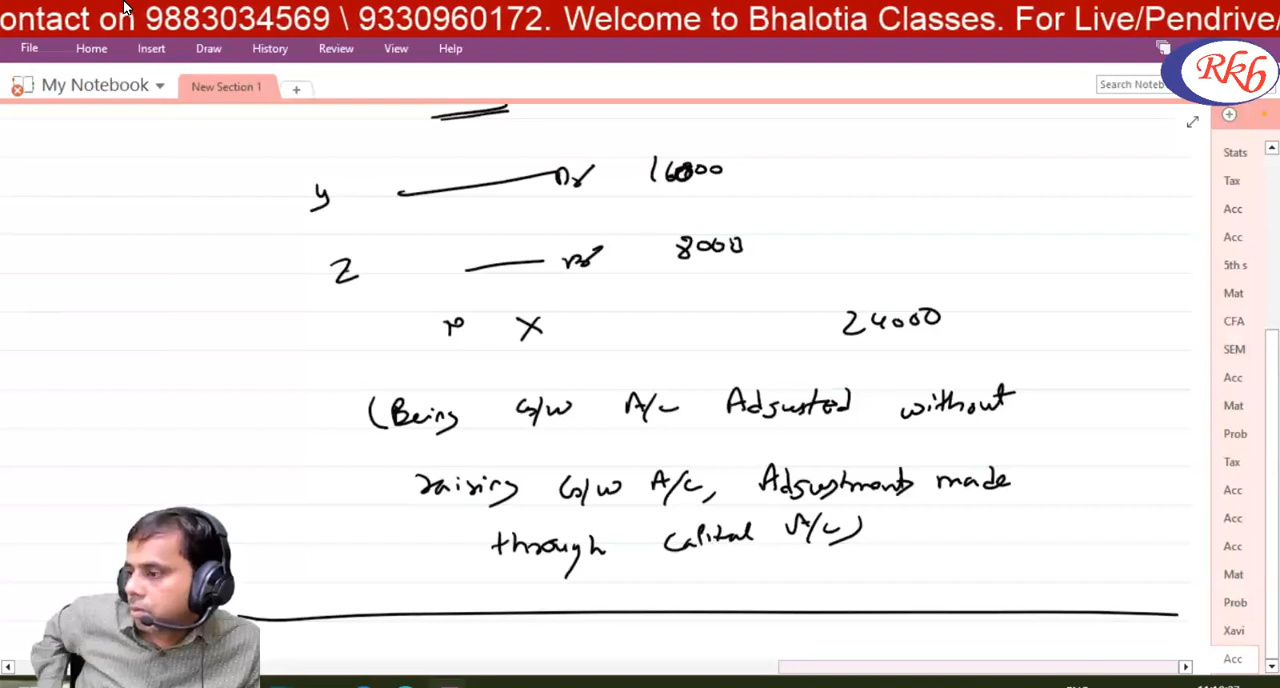 ontact on 9883034569 \ 9330960172. Welcome to Bhalotia Classes. For Live/Pendrive/
File Home Insert Draw History Review View Help
Rkb
My Notebook New Section 1 + Search Noteb
y Dr 16000
Z Dr 8000
To X 24000
(Being G/W A/C Adjusted without
raising G/W A/C, Adjustment made
through Capital A/C)
Stats
Tax
Acc
Acc
5th s
Mat
CFA
SEM
Acc
Mat
Prob
Tax
Acc
Acc
Acc
Mat
Prob
Xavi
Acc